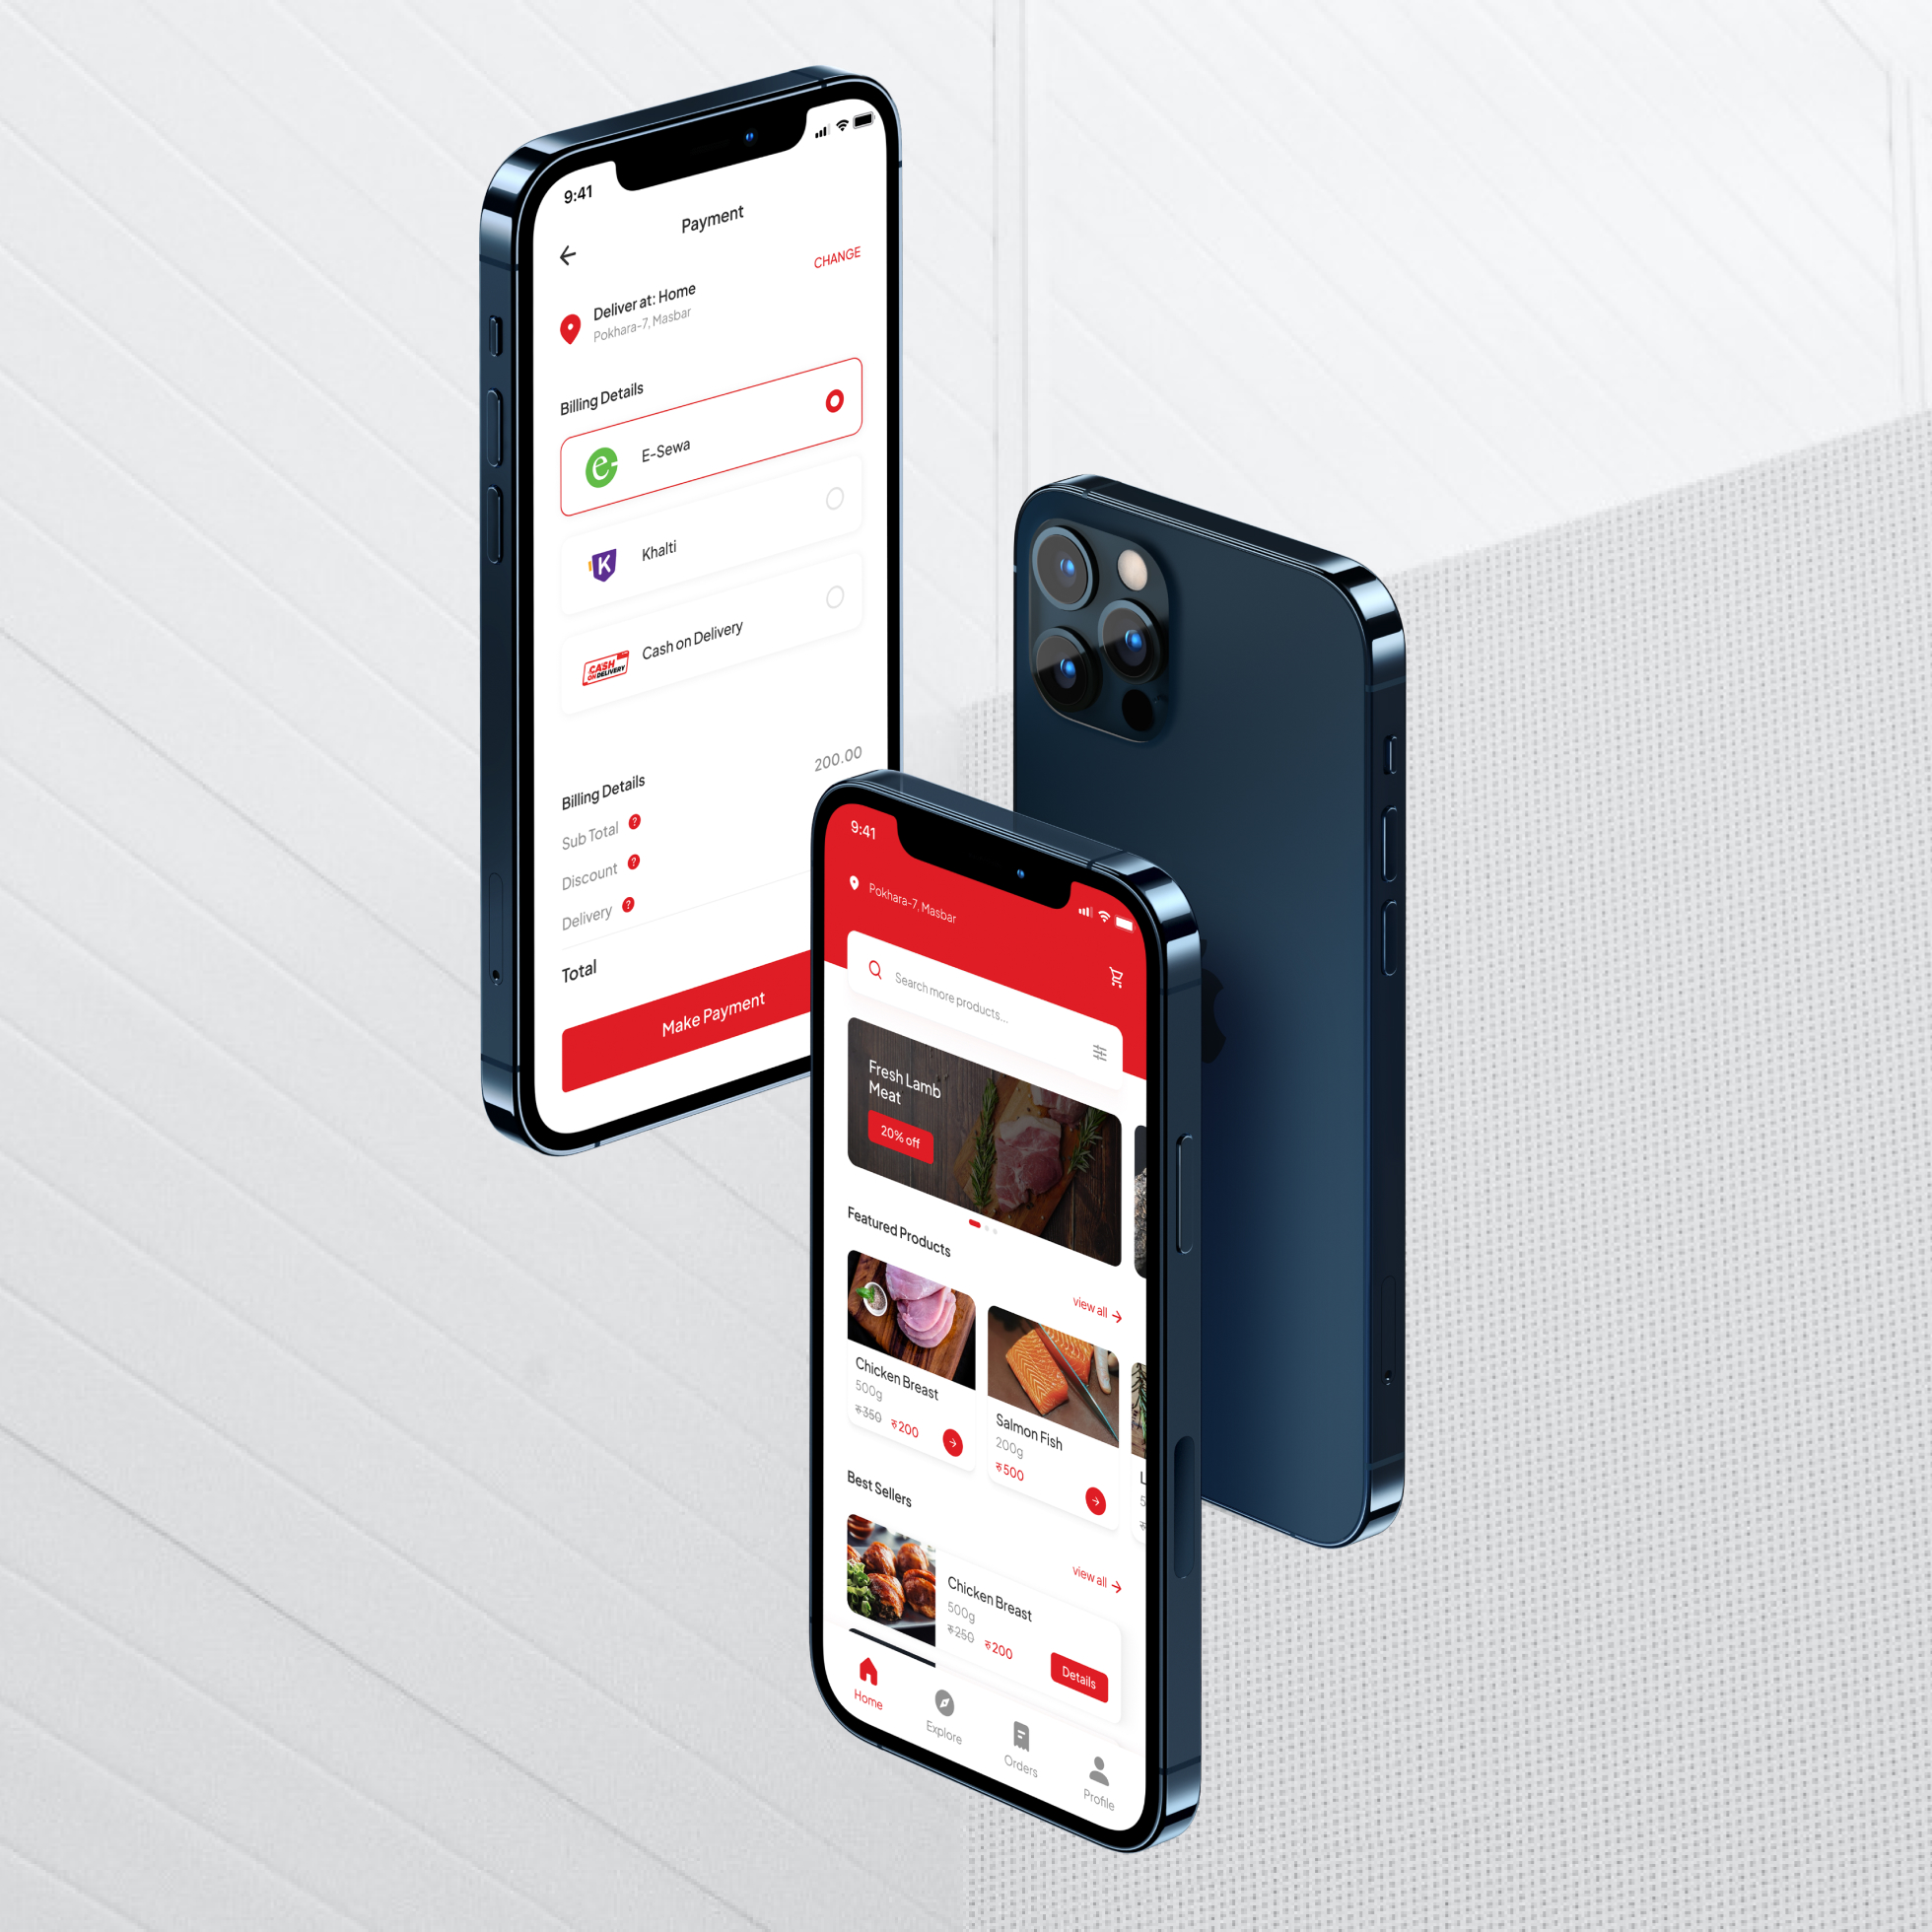 9:41
Payment
CHANGE
Deliver at: Home
Pokhara-7, Masbar
Billing Details
E-Sewa
K
Khalti
CASH
ON DELIVERY
Cash on Delivery
200.00
Billing Details
Sub Total ?
Discount ?
Delivery ?
Total
Make Payment
9:41
Pokhara-7, Masbar
Search more products...
Fresh Lamb
Meat
20% off
Featured Products
view all →
Chicken Breast
500g
रु350 रु200
Salmon Fish
200g
रु500
Best Sellers
view all →
Chicken Breast
500g
रु250 रु200
Details
Home
Explore
Orders
Profile